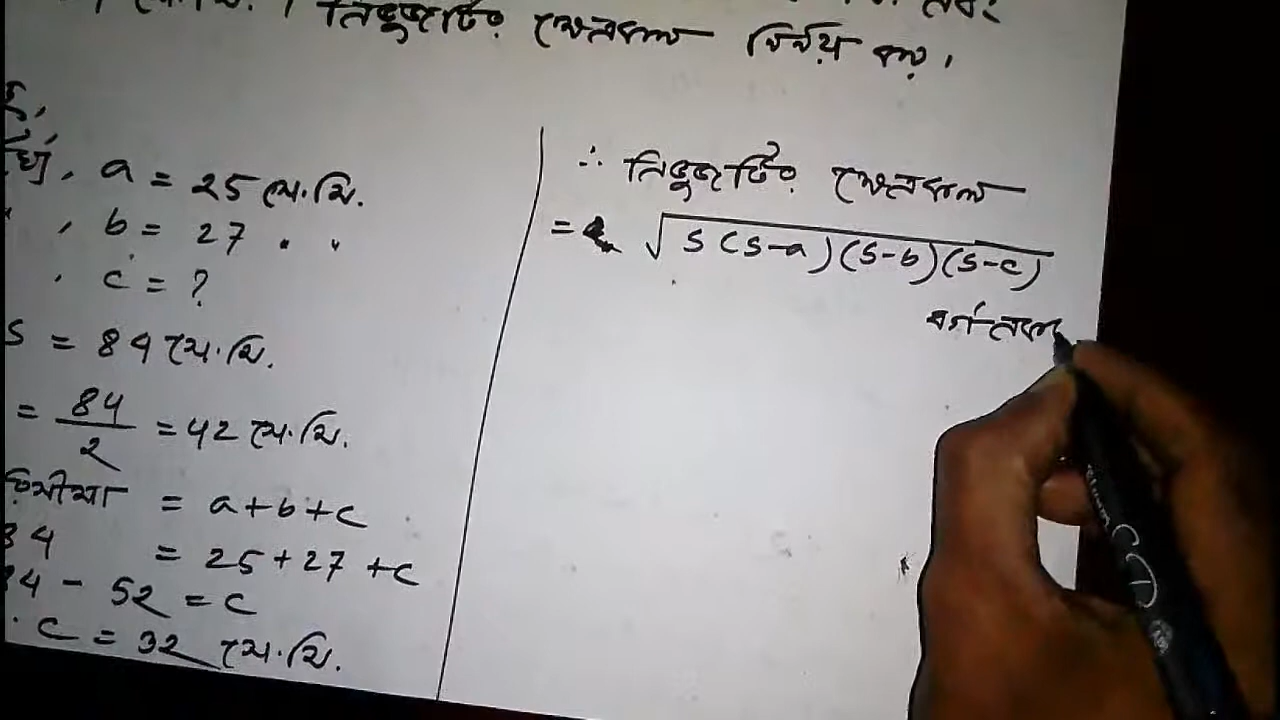 ত্রিভুজটির ক্ষেত্রফল নির্ণয় কর।
a = 25 সে.মি.
, b = 27 " "
, c = ?
S = 84 সে.মি.
= 84/2 = 42 সে.মি.
পরিসীমা = a+b+c
84 = 25+27+c
84 - 52 = c
c = 32 সে.মি.
∴ ত্রিভুজটির ক্ষেত্রফল
= √S(S-a)(S-b)(S-c)
বর্গ একক